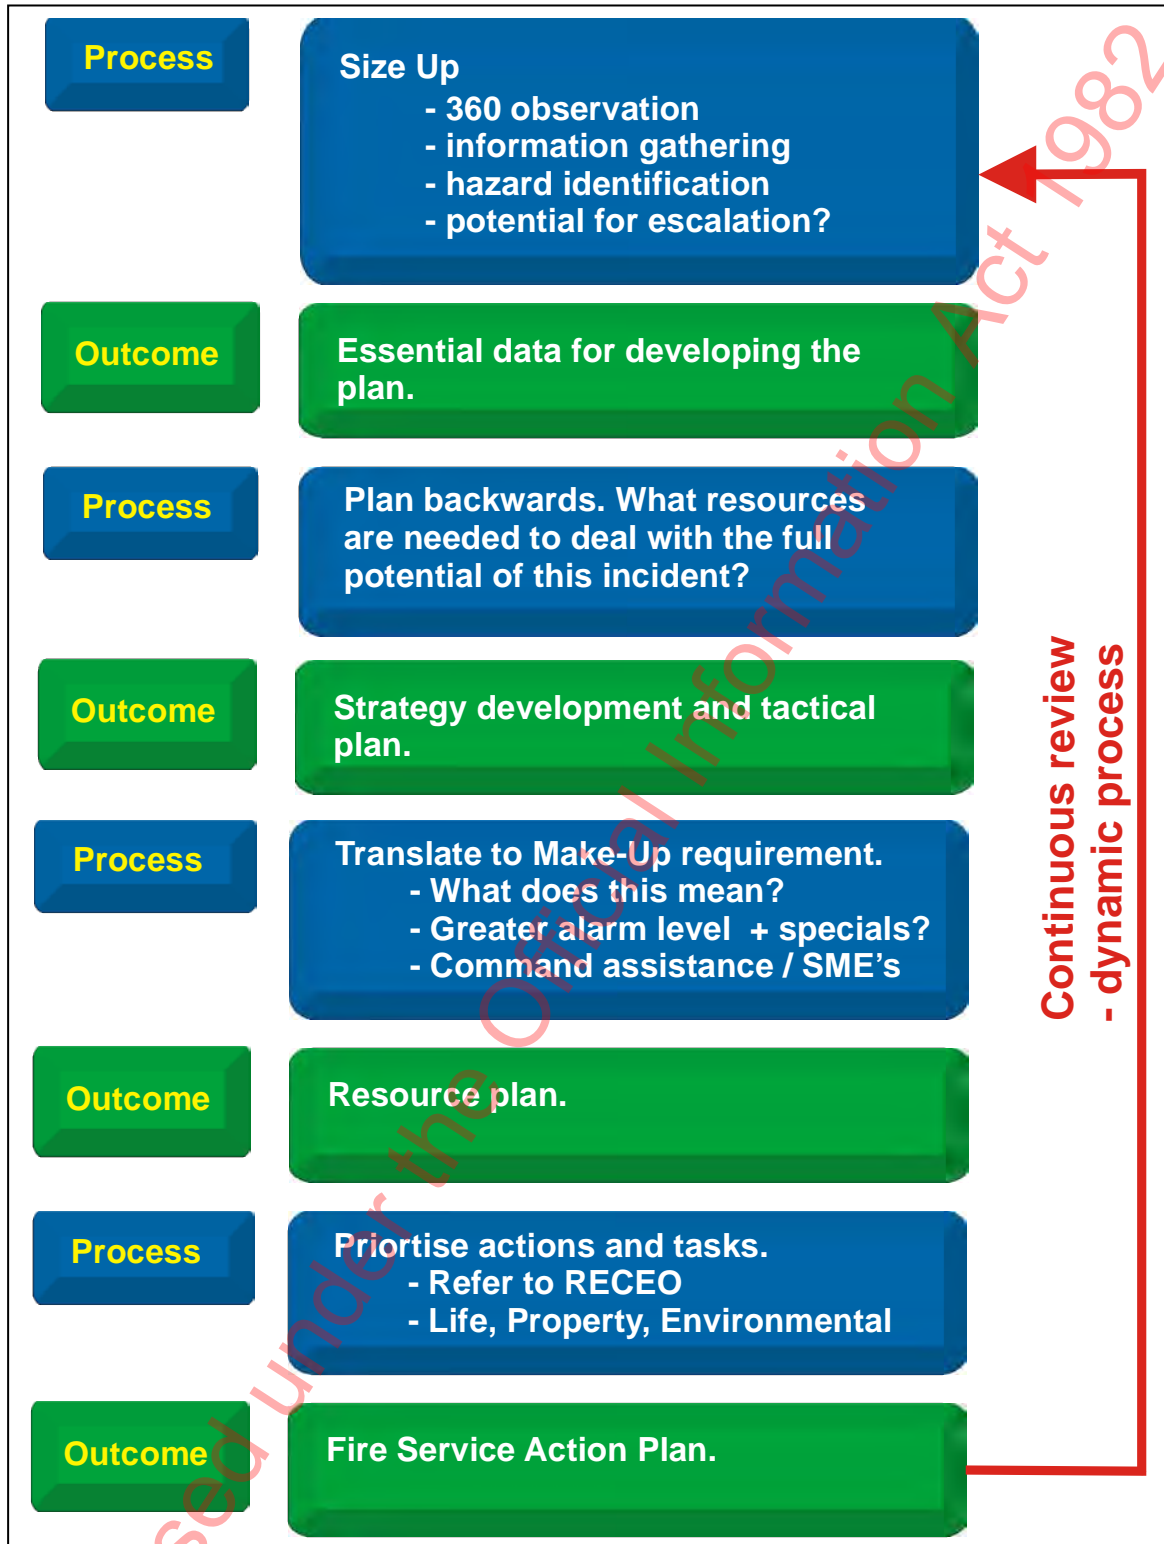 Process
Size Up
- 360 observation
- information gathering
- hazard identification
- potential for escalation?
Outcome
Essential data for developing the
plan.
Process
Plan backwards. What resources
are needed to deal with the full
potential of this incident?
Outcome
Strategy development and tactical
plan.
Process
Translate to Make-Up requirement.
- What does this mean?
- Greater alarm level + specials?
- Command assistance / SME's
Outcome
Resource plan.
Process
Priortise actions and tasks.
- Refer to RECEO
- Life, Property, Environmental
Outcome
Fire Service Action Plan.
Continuous review
- dynamic process
sed under the Official Information Act 1982